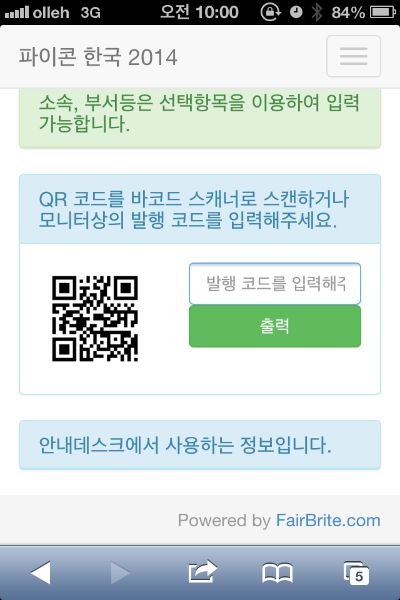 olleh 3G 오전 10:00 84%
파이콘 한국 2014
소속, 부서등은 선택항목을 이용하여 입력
가능합니다.
QR 코드를 바코드 스캐너로 스캔하거나
모니터상의 발행 코드를 입력해주세요.
발행 코드를 입력해주
출력
안내데스크에서 사용하는 정보입니다.
Powered by FairBrite.com
5